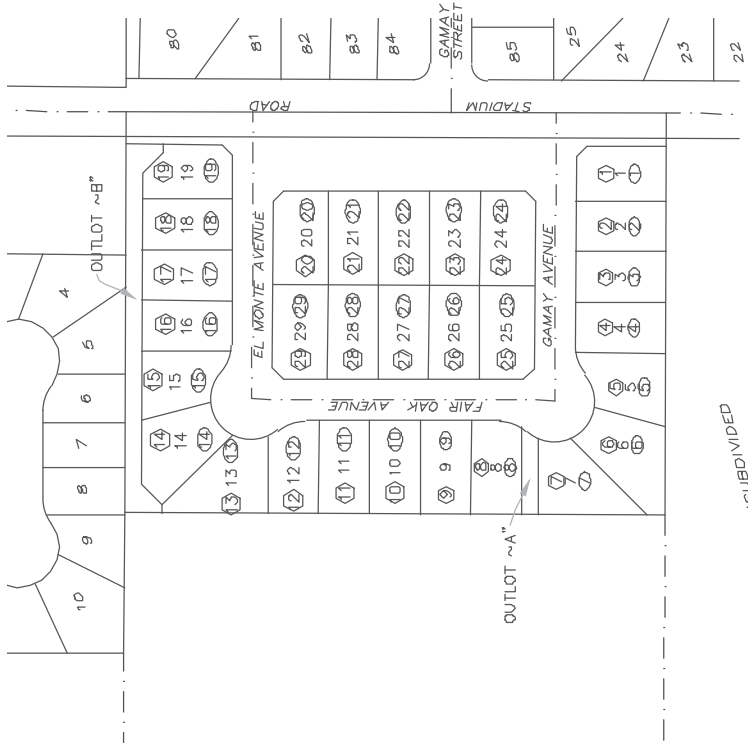 80
81
82
83
84
GAMAY
STREET
85
25
24
23
22
ROAD
STADIUM
OUTLOT ~B"
19 19 19
18 18 18
17 17 17
16 16 16
15 15 15
14 14 14
13 13 13
12 12 12
11 11 11
10 10 10
9 9 9
8 8 8
7 7 7
6 6 6
5 5 5
4 4 4
3 3 3
2 2 2
1 1 1
EL MONTE AVENUE
20 20 20
21 21 21
22 22 22
23 23 23
24 24 24
29 29 29
28 28 28
27 27 27
26 26 26
25 25 25
GAMAY AVENUE
FAIR OAK AVENUE
OUTLOT ~A"
4
5
6
7
8
9
10
SUBDIVIDED